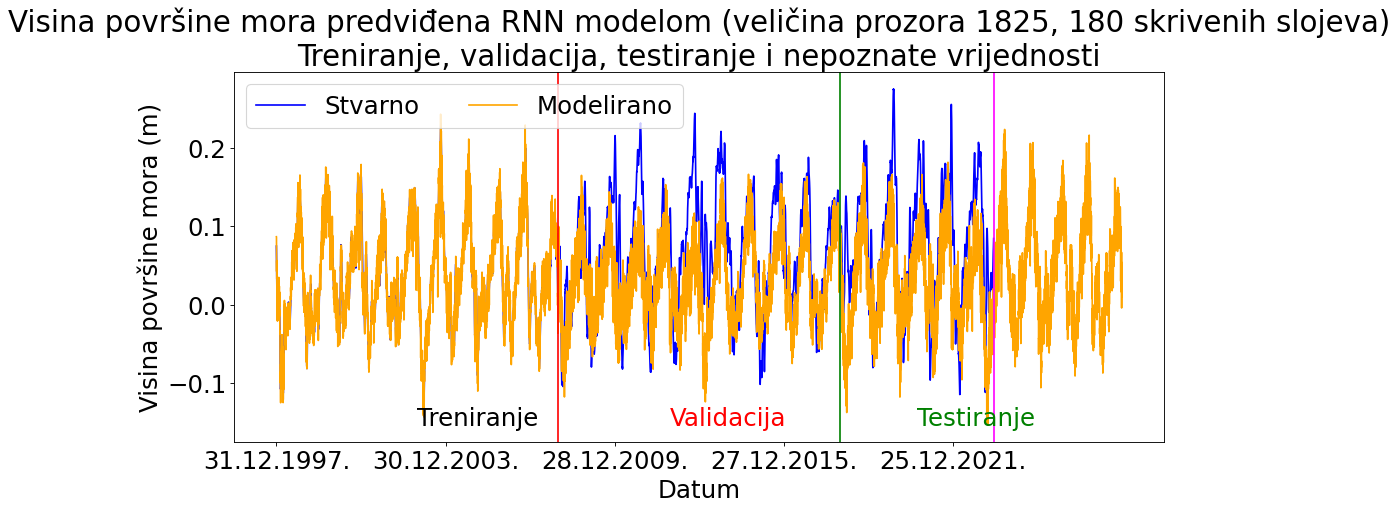 Visina površine mora predviđena RNN modelom (veličina prozora 1825, 180 skrivenih slojeva)
Treniranje, validacija, testiranje i nepoznate vrijednosti
Stvarno
Modelirano
Visina površine mora (m)
0.2
0.1
0.0
−0.1
Treniranje
Validacija
Testiranje
31.12.1997.
30.12.2003.
28.12.2009.
27.12.2015.
25.12.2021.
Datum